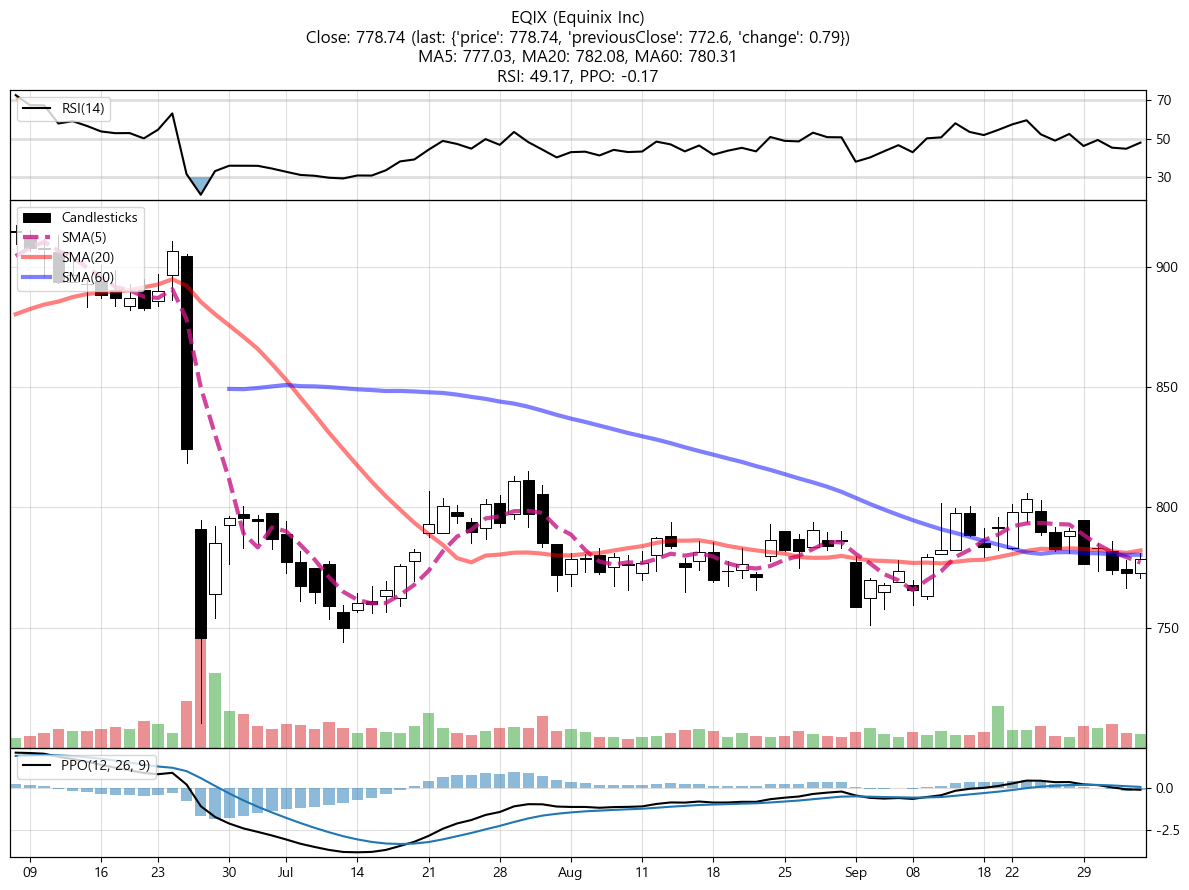 EQIX (Equinix Inc)
Close: 778.74 (last: {'price': 778.74, 'previousClose': 772.6, 'change': 0.79})
MA5: 777.03, MA20: 782.08, MA60: 780.31
RSI: 49.17, PPO: -0.17
RSI(14)
70
50
30
Candlesticks
SMA(5)
SMA(20)
SMA(60)
900
850
800
750
PPO(12, 26, 9)
0.0
-2.5
09 16 23 30 Jul 14 21 28 Aug 11 18 25 Sep 08 18 22 29